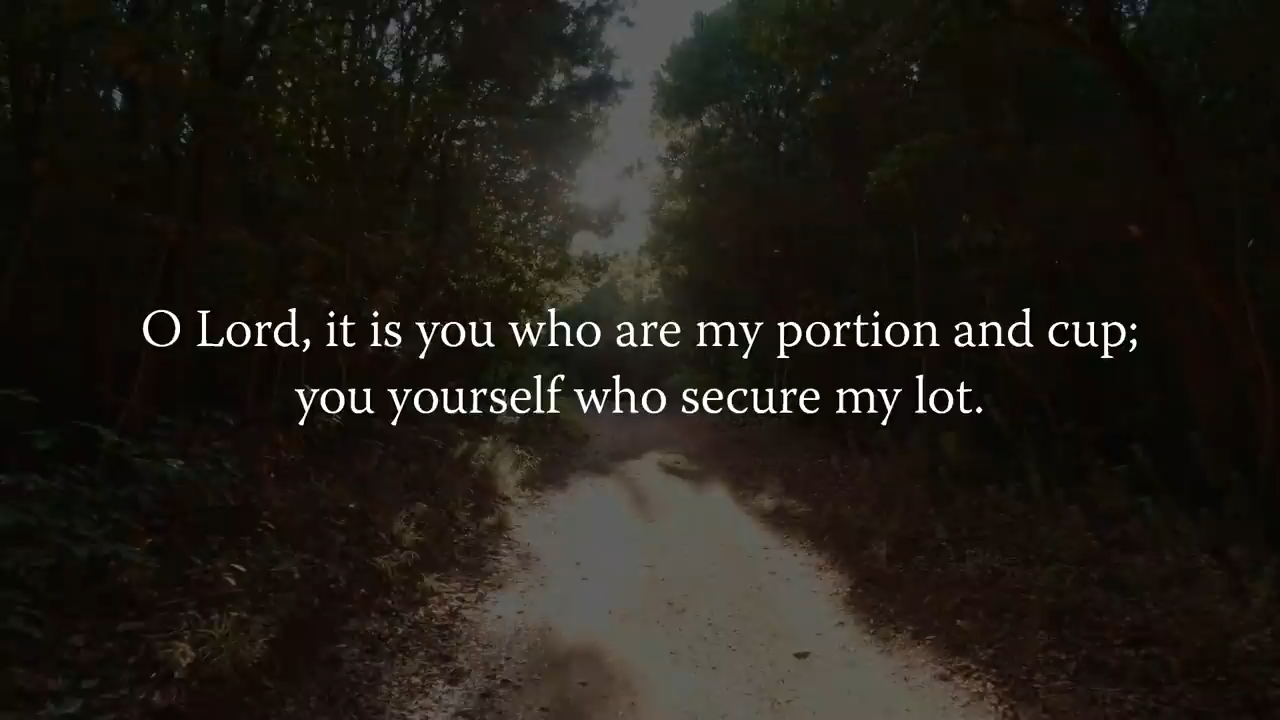 O Lord, it is you who are my portion and cup;
you yourself who secure my lot.